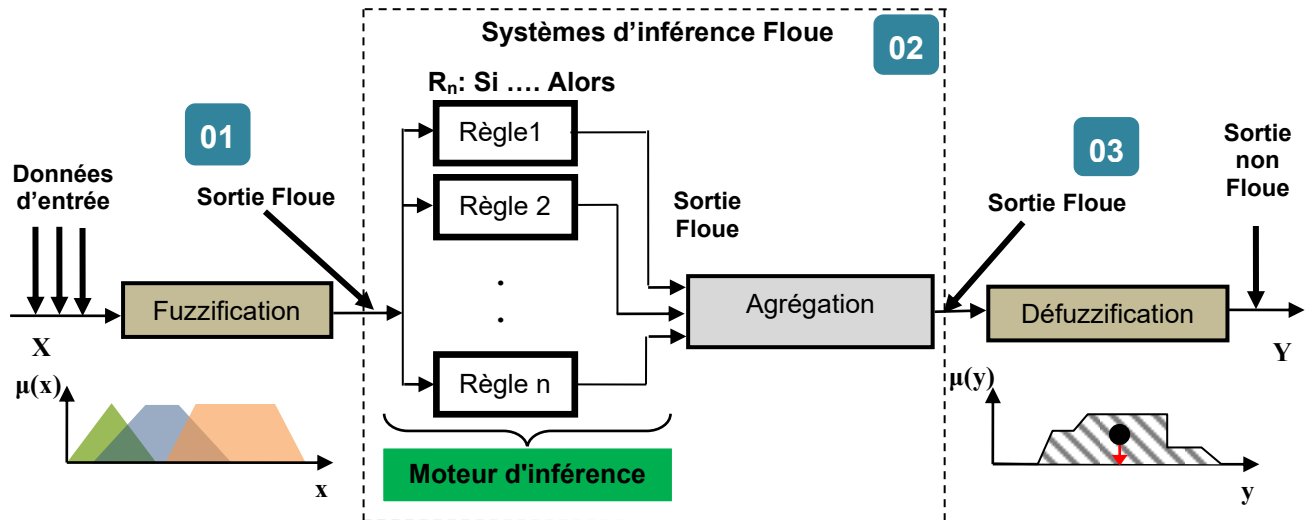 Systèmes d'inférence Floue
02
Rn: Si .... Alors
01
Règle1
03
Sortie
non
Floue
Données
d'entrée
Sortie Floue
Règle 2
Sortie
Floue
Sortie Floue
Fuzzification
Agrégation
Défuzzification
X
Y
Règle n
μ(x)
x
μ(y)
y
Moteur d'inférence